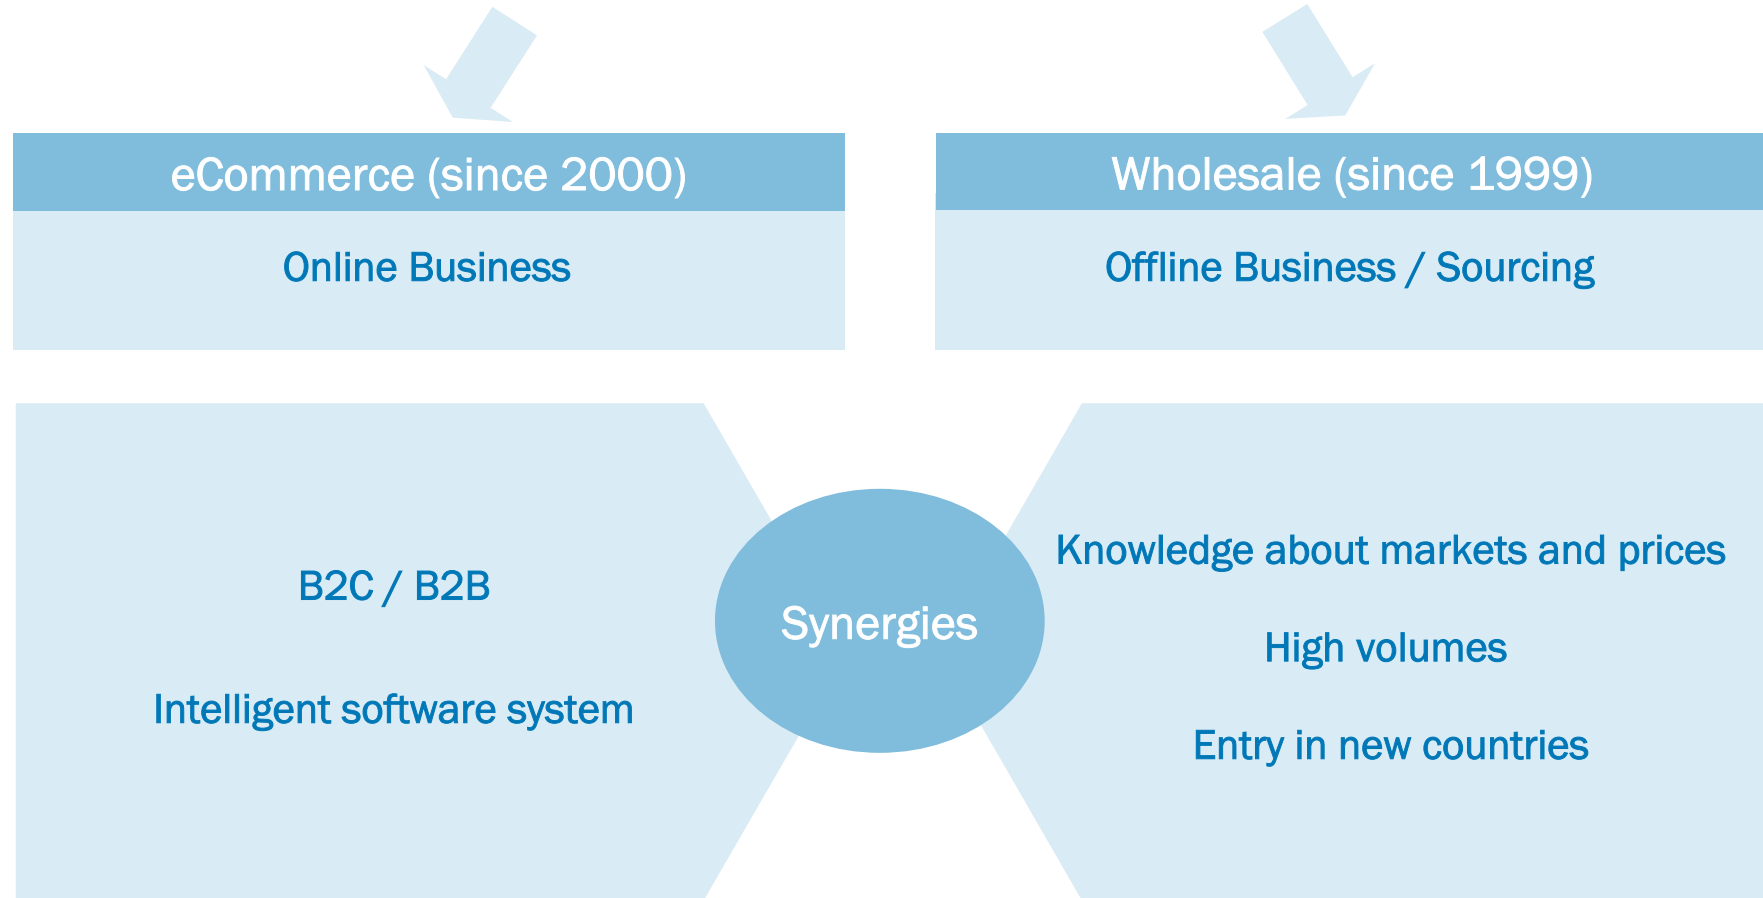 eCommerce (since 2000)
Online Business
Wholesale (since 1999)
Offline Business / Sourcing
B2C / B2B
Intelligent software system
Synergies
Knowledge about markets and prices
High volumes
Entry in new countries